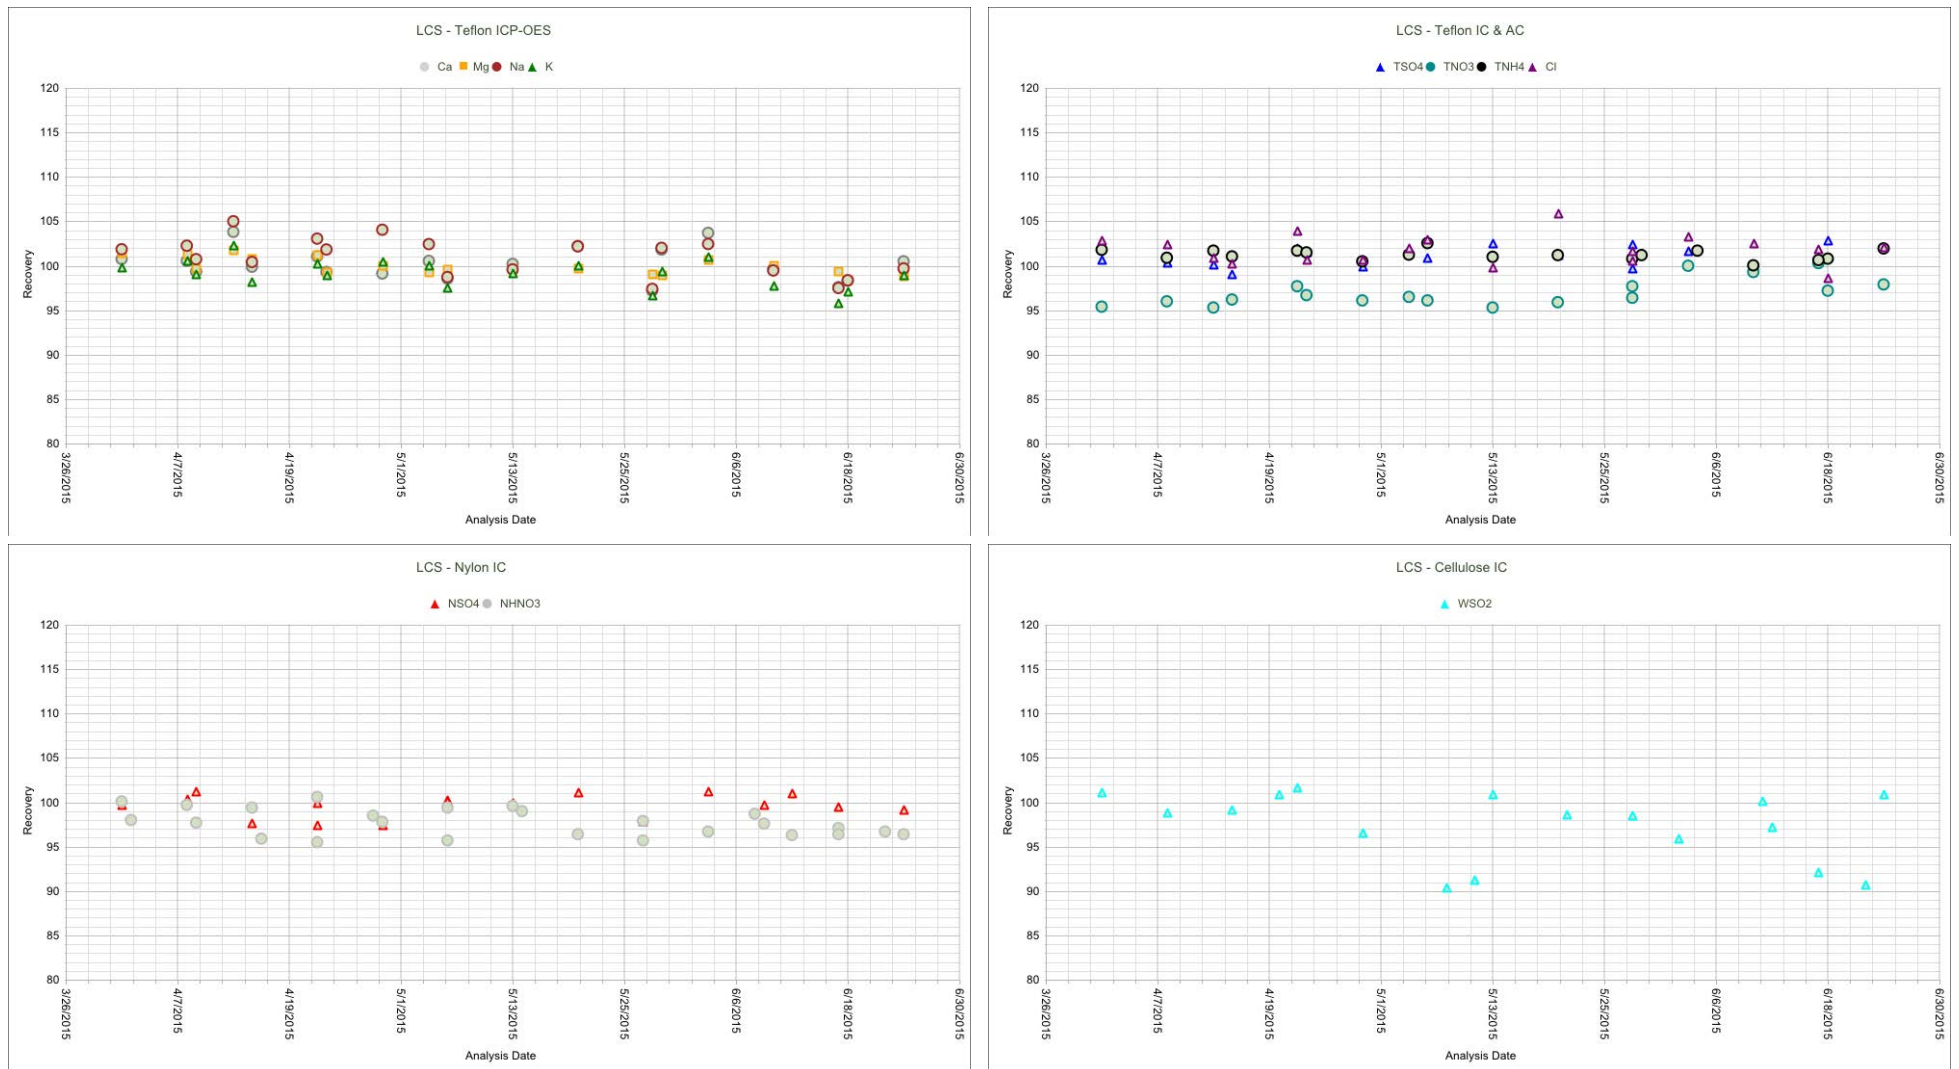 LCS - Teflon ICP-OES
Ca Mg Na K
120
115
110
105
100
95
90
85
80
Recovery
3/26/2015 4/7/2015 4/19/2015 5/1/2015 5/13/2015 5/25/2015 6/6/2015 6/18/2015 6/30/2015
Analysis Date
LCS - Teflon IC & AC
TSO4 TNO3 TNH4 Cl
120
115
110
105
100
95
90
85
80
Recovery
3/26/2015 4/7/2015 4/19/2015 5/1/2015 5/13/2015 5/25/2015 6/6/2015 6/18/2015 6/30/2015
Analysis Date
LCS - Nylon IC
NSO4 NHNO3
120
115
110
105
100
95
90
85
80
Recovery
3/26/2015 4/7/2015 4/19/2015 5/1/2015 5/13/2015 5/25/2015 6/6/2015 6/18/2015 6/30/2015
Analysis Date
LCS - Cellulose IC
WSO2
120
115
110
105
100
95
90
85
80
Recovery
3/26/2015 4/7/2015 4/19/2015 5/1/2015 5/13/2015 5/25/2015 6/6/2015 6/18/2015 6/30/2015
Analysis Date